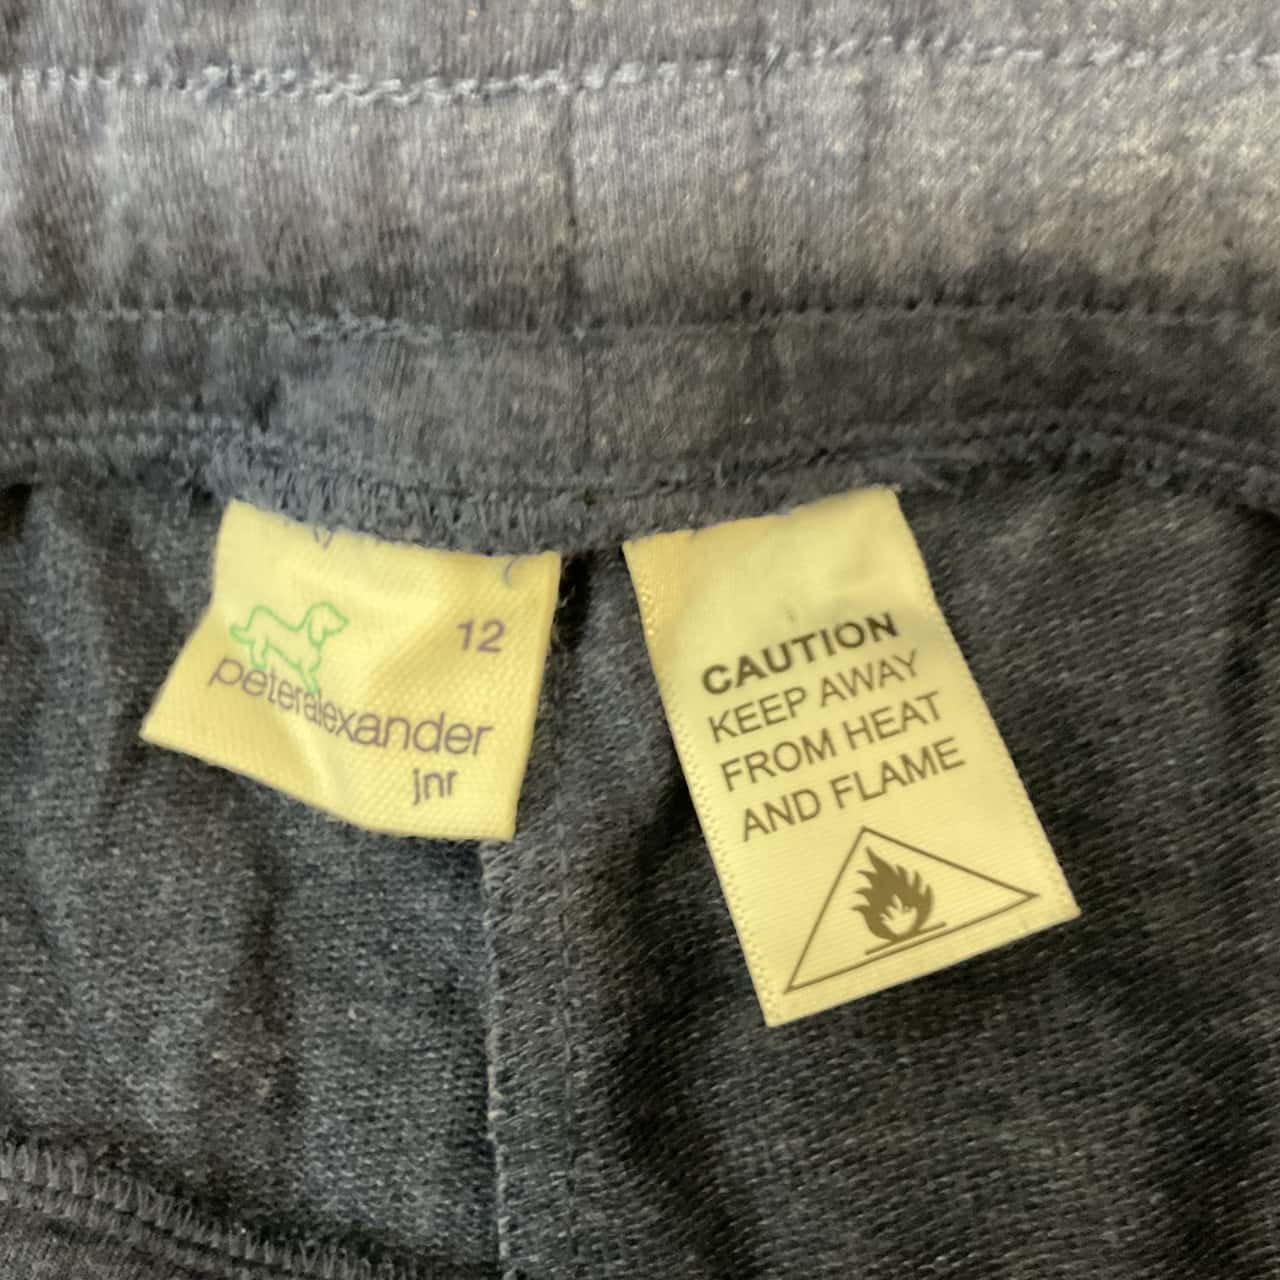 12
peteralexander
jnr
CAUTION
KEEP AWAY
FROM HEAT
AND FLAME